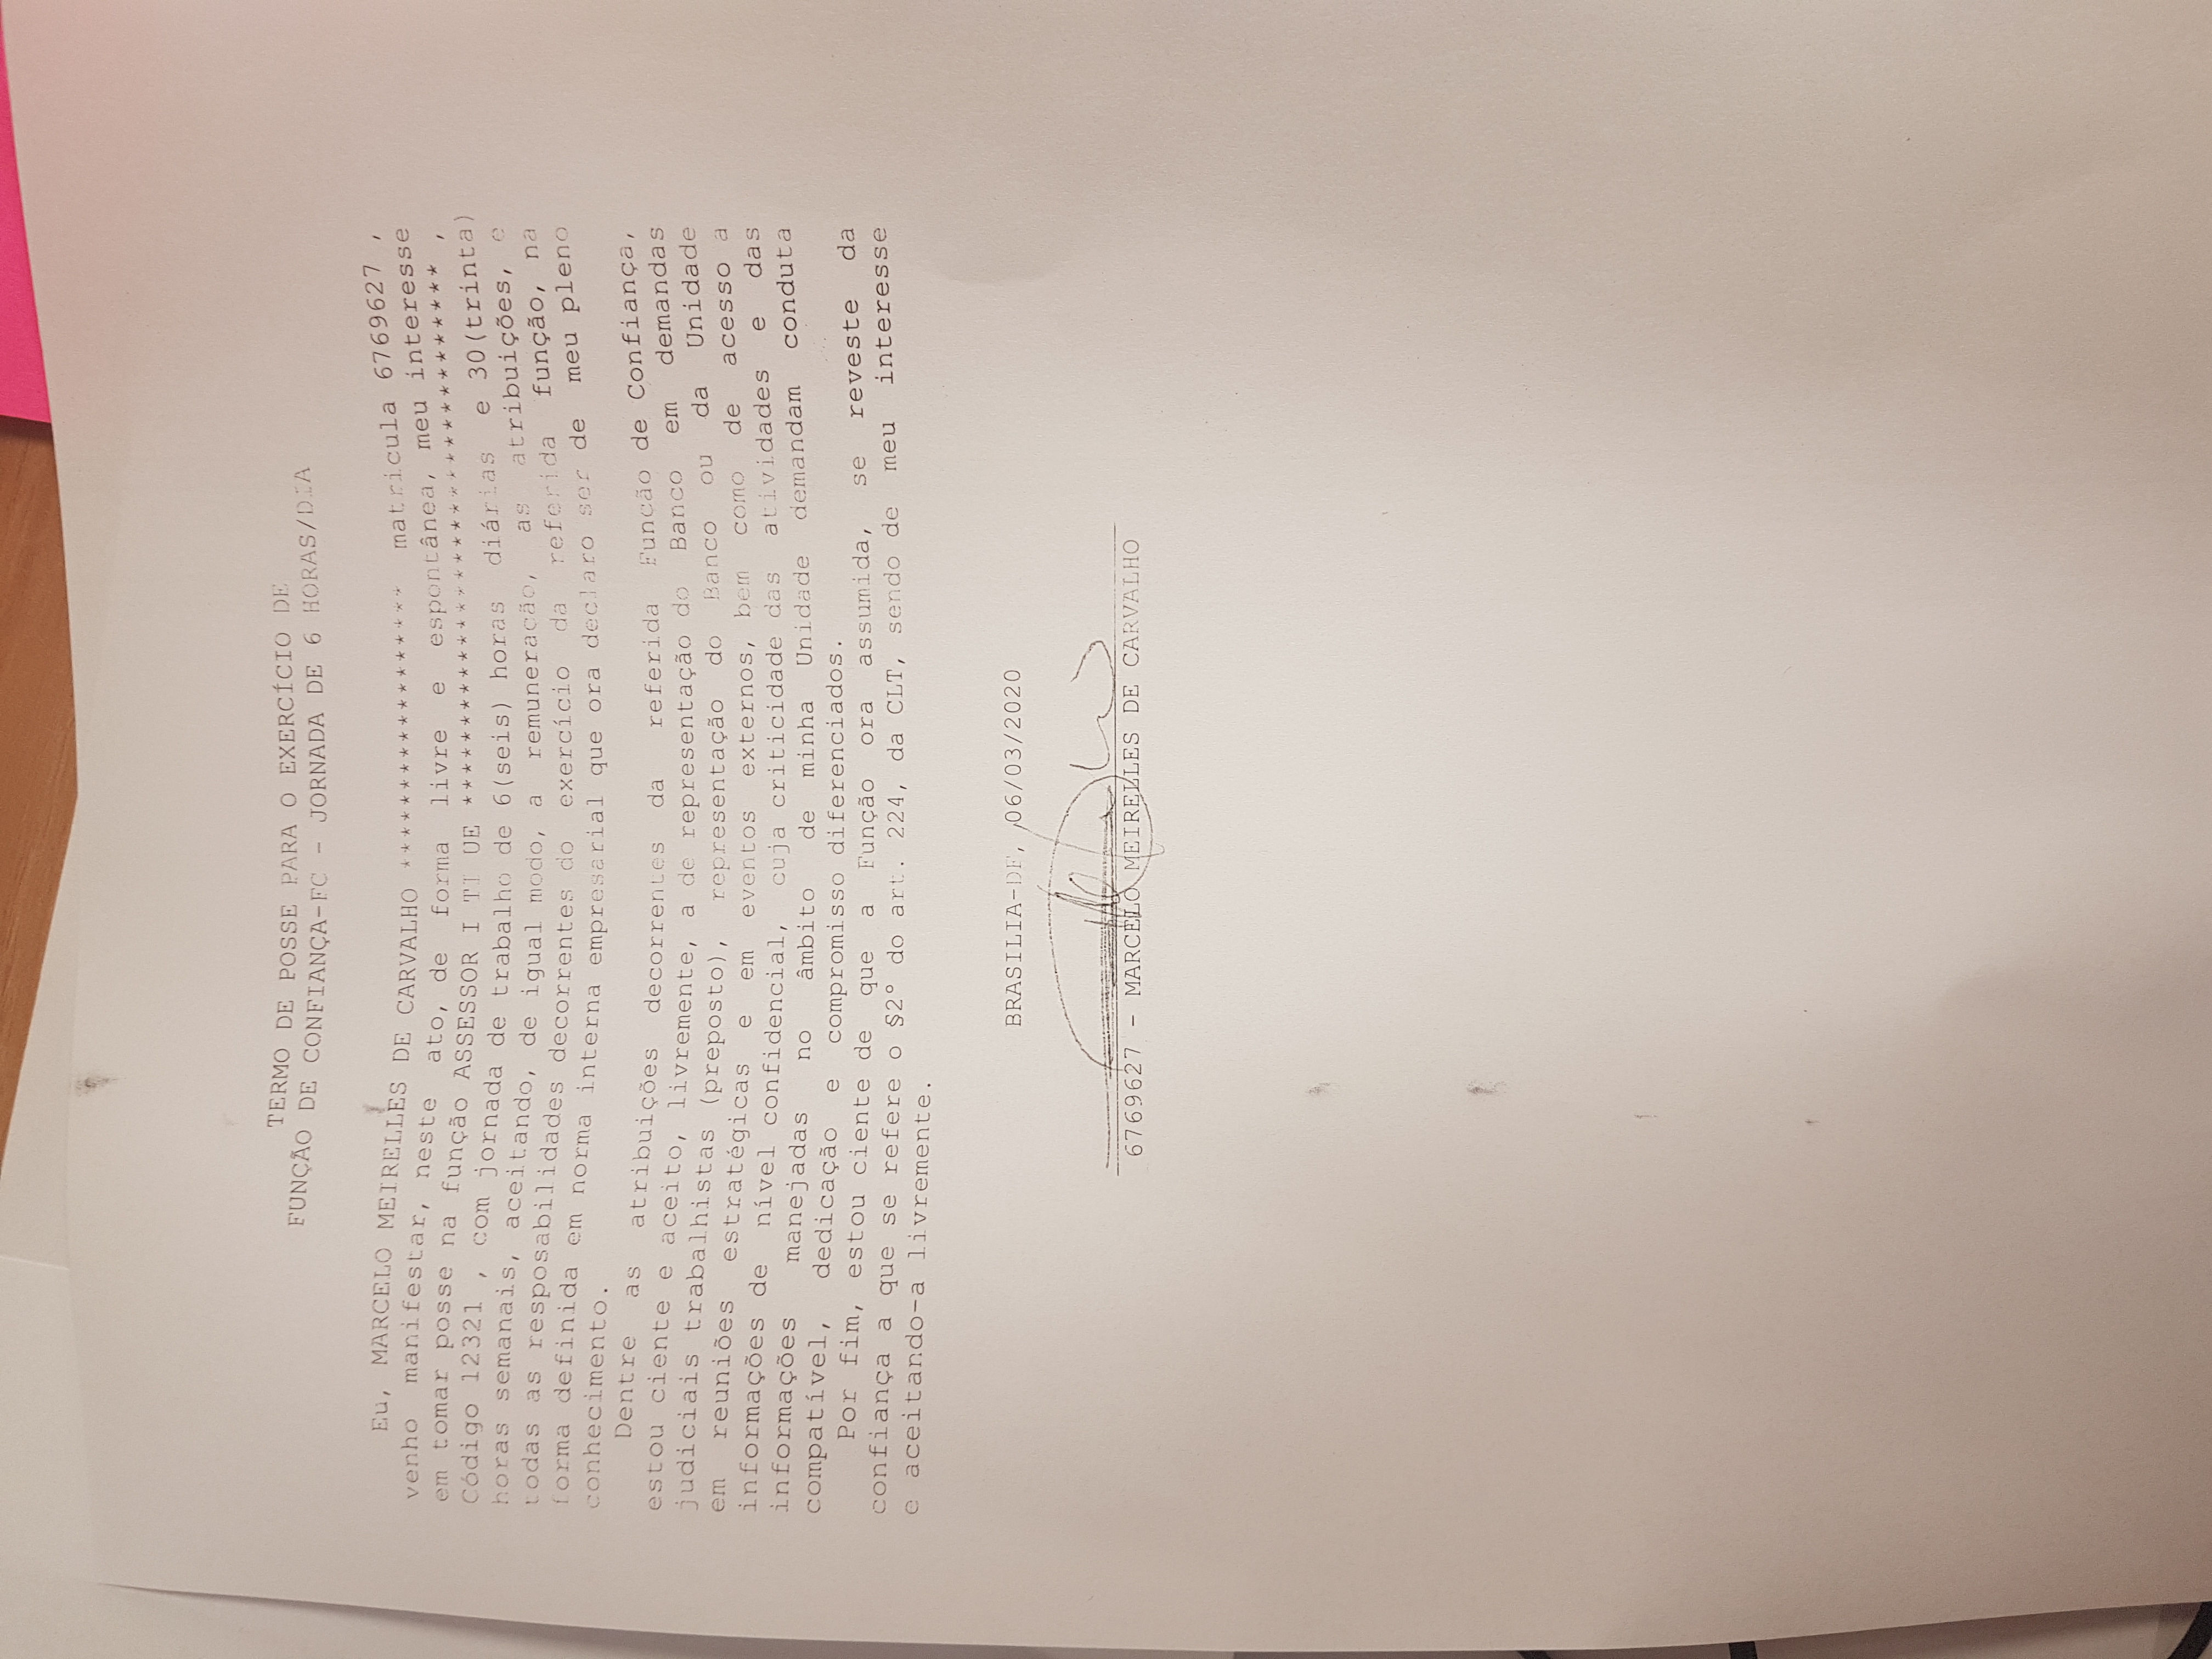 TERMO DE POSSE PARA O EXERCÍCIO DE
FUNÇÃO DE CONFIANÇA-FC - JORNADA DE 6 HORAS/DIA
Eu, MARCELO MEIRELLES DE CARVALHO ****************** matricula 6769627 ,
venho manifestar, neste ato, de forma livre e espontânea, meu interesse
em tomar posse na função ASSESSOR I TI UE ********************************** ,
Código 12321 , com jornada de trabalho de 6(seis) horas diárias e 30(trinta)
horas semanais, aceitando, de igual modo, a remuneração, as atribuições, e
todas as resposabilidades decorrentes do exercício da referida função, na
forma definida em norma interna empresarial que ora declaro ser de meu pleno
conhecimento.
Dentre as atribuições decorrentes da referida Função de Confiança,
estou ciente e aceito, livremente, a de representação do Banco em demandas
judiciais trabalhistas (preposto), representação do Banco ou da Unidade
em reuniões estratégicas e em eventos externos, bem como de acesso a
informações de nível confidencial, cuja criticidade das atividades e das
informações manejadas no âmbito de minha Unidade demandam conduta
compatível, dedicação e compromisso diferenciados.
Por fim, estou ciente de que a Função ora assumida, se reveste da
confiança a que se refere o §2º do art. 224, da CLT, sendo de meu interesse
e aceitando-a livremente.
BRASILIA-DF, 06/03/2020
6769627 - MARCELO MEIRELLES DE CARVALHO